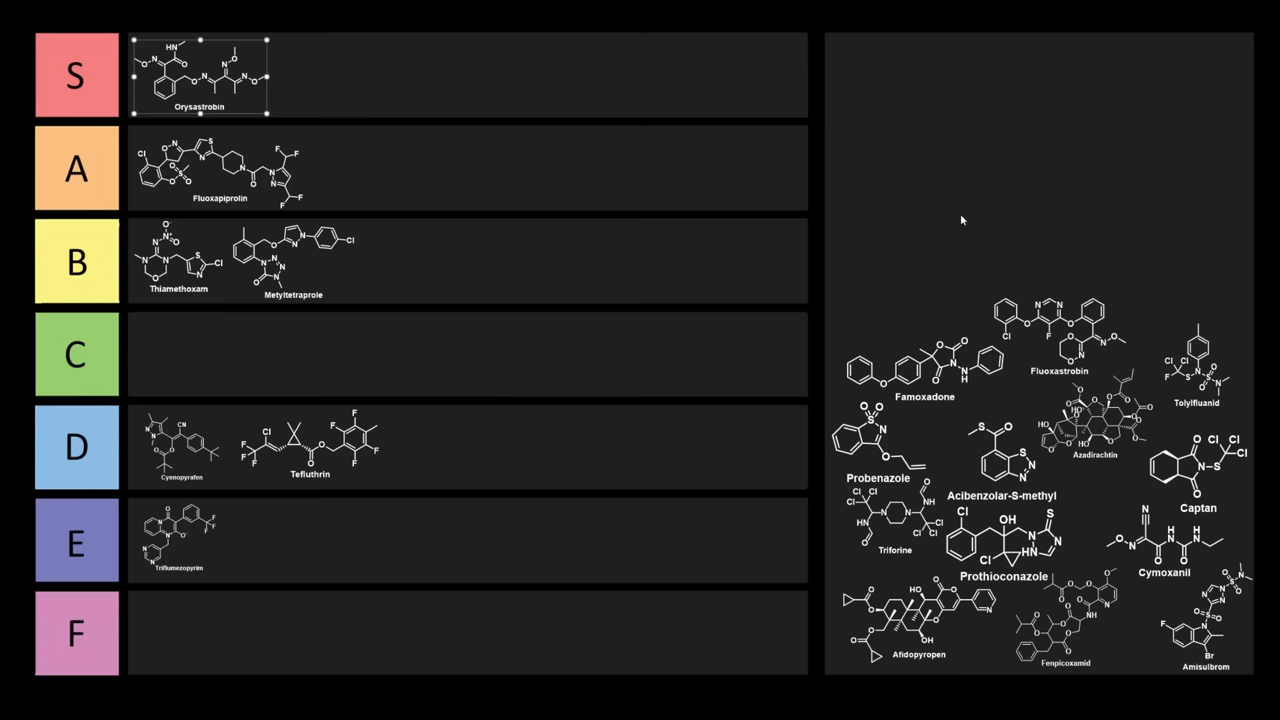 S
Orysastrobin
A
Fluoxapiprolin
B
Thiamethoxam
Metyltetraprole
C
D
Cyenopyrafen
Tefluthrin
E
Triflumezopyrim
F
Fluoxastrobin
Famoxadone
Tolylfluanid
Azadirachtin
Probenazole
Acibenzolar-S-methyl
Captan
Triforine
Prothioconazole
Cymoxanil
Afidopyropen
Fenpicoxamid
Amisulbrom